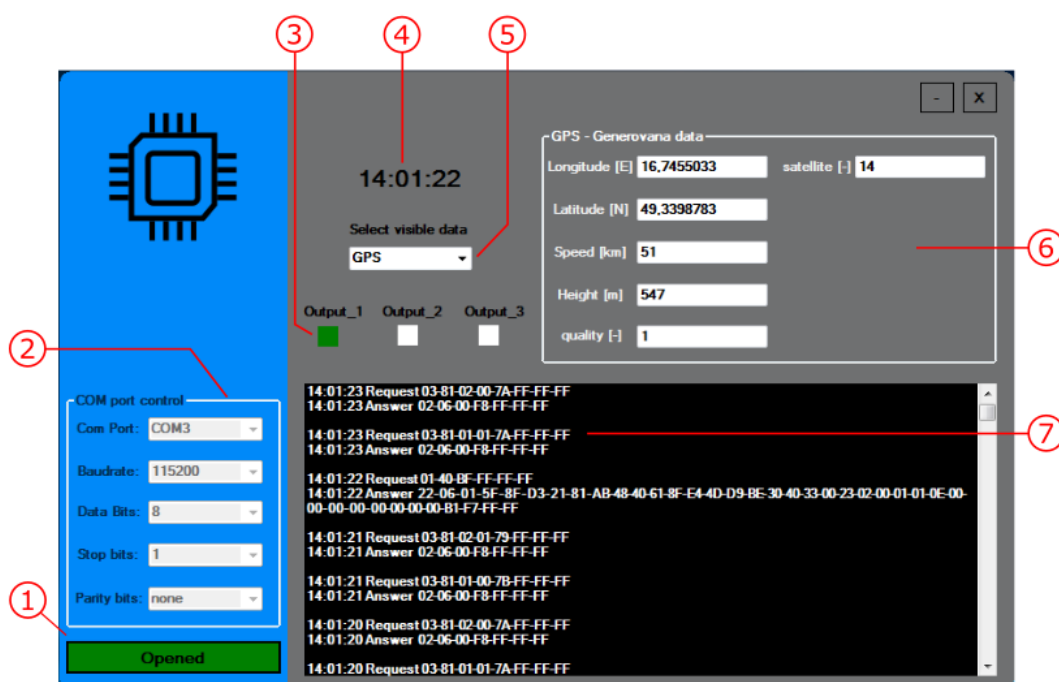 3
4
5
- X
GPS - Generovana data
Longitude [E] 16,7455033 satellite [-] 14
14:01:22
Latitude [N] 49,3398783
Select visible data
GPS
Speed [km] 51
6
Height [m] 547
Output_1 Output_2 Output_3
quality [-] 1
2
COM port control
Com Port: COM3
Baudrate: 115200
Data Bits: 8
Stop bits: 1
Parity bits: none
1
Opened
14:01:23 Request 03-81-02-00-7A-FF-FF-FF
14:01:23 Answer 02-06-00-F8-FF-FF-FF
14:01:23 Request 03-81-01-01-7A-FF-FF-FF
7
14:01:23 Answer 02-06-00-F8-FF-FF-FF
14:01:22 Request 01-40-BF-FF-FF-FF
14:01:22 Answer 22-06-01-5F-8F-D3-21-81-AB-48-40-61-8F-E4-4D-D9-BE-30-40-33-00-23-02-00-01-01-0E-00-
00-00-00-00-00-00-00-B1-F7-FF-FF
14:01:21 Request 03-81-02-01-79-FF-FF-FF
14:01:21 Answer 02-06-00-F8-FF-FF-FF
14:01:21 Request 03-81-01-00-7B-FF-FF-FF
14:01:21 Answer 02-06-00-F8-FF-FF-FF
14:01:20 Request 03-81-02-00-7A-FF-FF-FF
14:01:20 Answer 02-06-00-F8-FF-FF-FF
14:01:20 Request 03-81-01-01-7A-FF-FF-FF